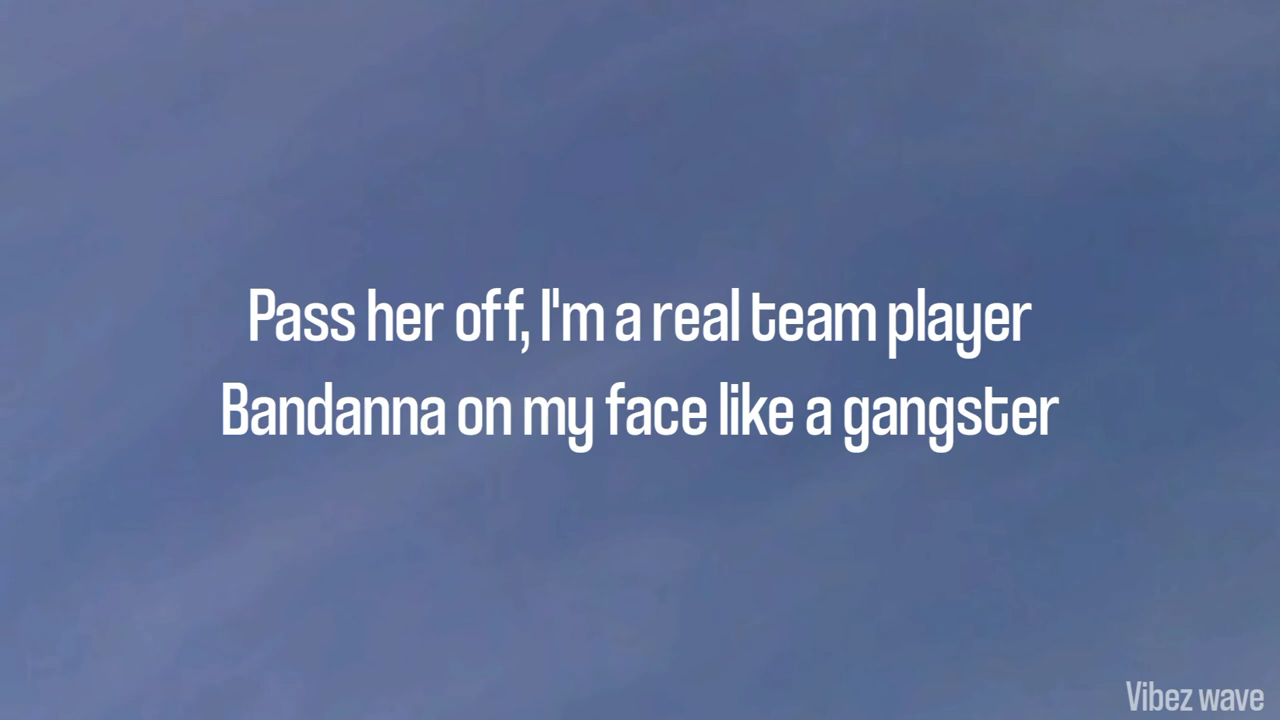 Pass her off, I'm a real team player
Bandanna on my face like a gangster
Vibez wave